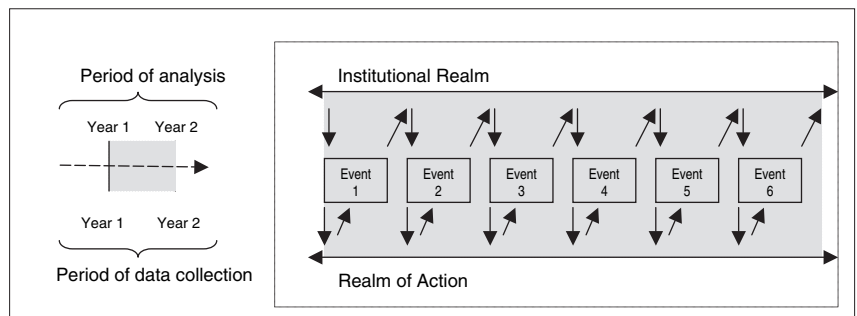 Period of analysis
Year 1 Year 2
Year 1 Year 2
Period of data collection
Institutional Realm
Event 1
Event 2
Event 3
Event 4
Event 5
Event 6
Realm of Action